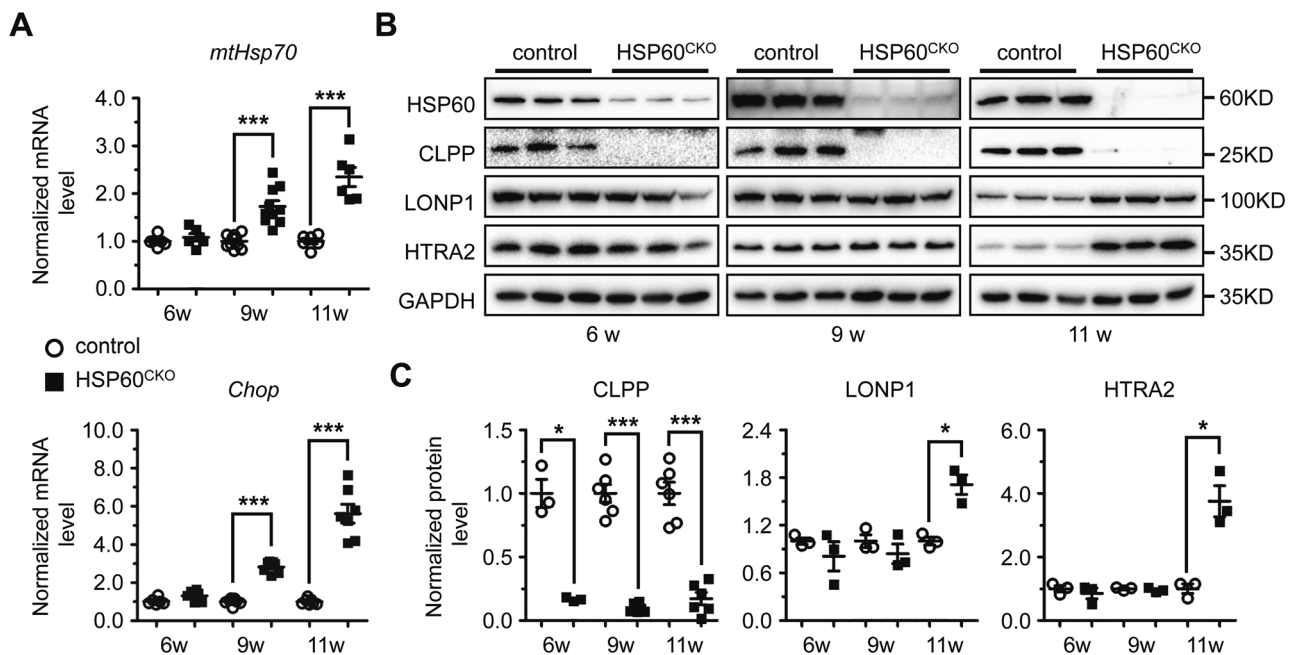 A
mtHsp70
Normalized mRNA
level
4.0
3.0
2.0
1.0
0.0
***
***
6w 9w 11w
control
HSP60CKO
Chop
Normalized mRNA
level
10.0
8.0
6.0
4.0
2.0
0.0
***
***
6w 9w 11w
B
control HSP60CKO control HSP60CKO control HSP60CKO
HSP60 60KD
CLPP 25KD
LONP1 100KD
HTRA2 35KD
GAPDH 35KD
6 w 9 w 11 w
C
CLPP
Normalized protein
level
1.5
1.0
0.5
0.0
* *** ***
6w 9w 11w
LONP1
2.4
1.8
1.2
0.6
0.0
*
6w 9w 11w
HTRA2
6.0
4.0
2.0
0.0
*
6w 9w 11w